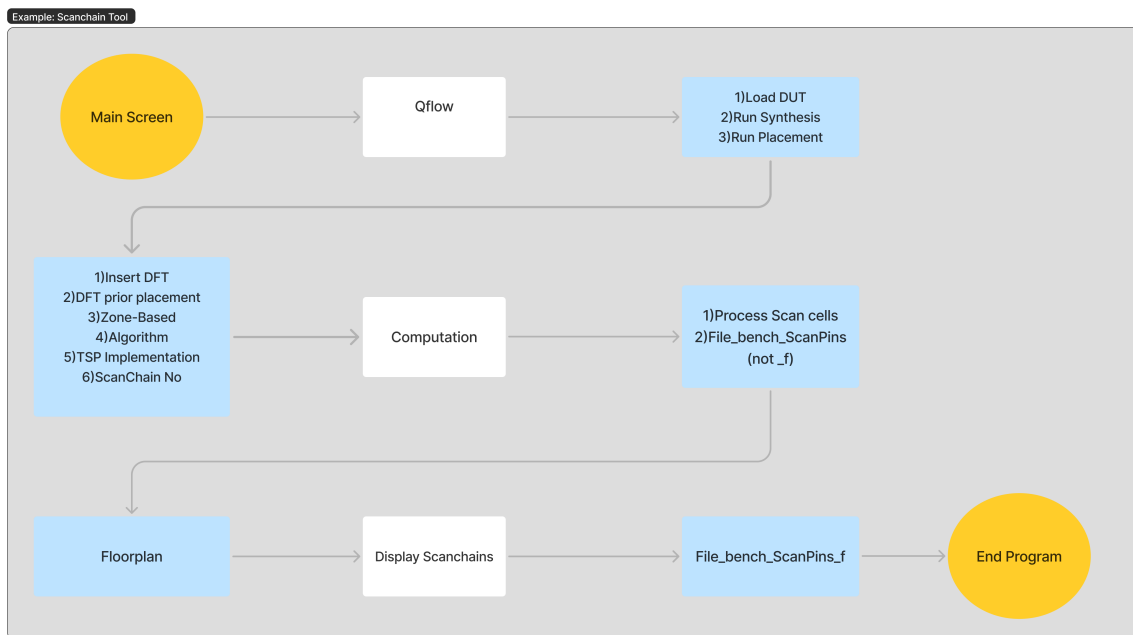 Example: Scanchain Tool
Main Screen
Qflow
1)Load DUT
2)Run Synthesis
3)Run Placement
1)Insert DFT
2)DFT prior placement
3)Zone-Based
4)Algorithm
5)TSP Implementation
6)ScanChain No
Computation
1)Process Scan cells
2)File_bench_ScanPins
(not _f)
Floorplan
Display Scanchains
File_bench_ScanPins_f
End Program